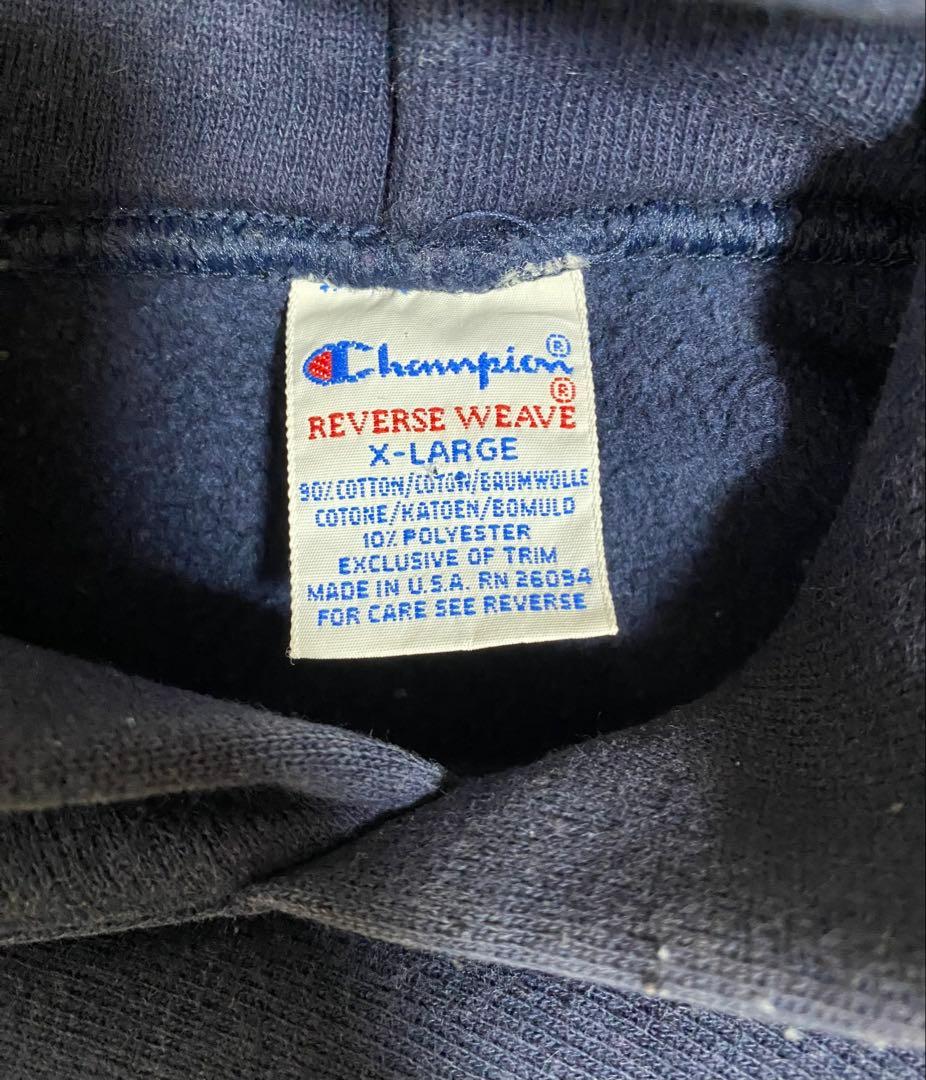 Champion®
REVERSE WEAVE®
X-LARGE
90% COTTON/COTON/BAUMWOLLE
COTONE/KATOEN/BOMULD
10% POLYESTER
EXCLUSIVE OF TRIM
MADE IN U.S.A. RN 26094
FOR CARE SEE REVERSE